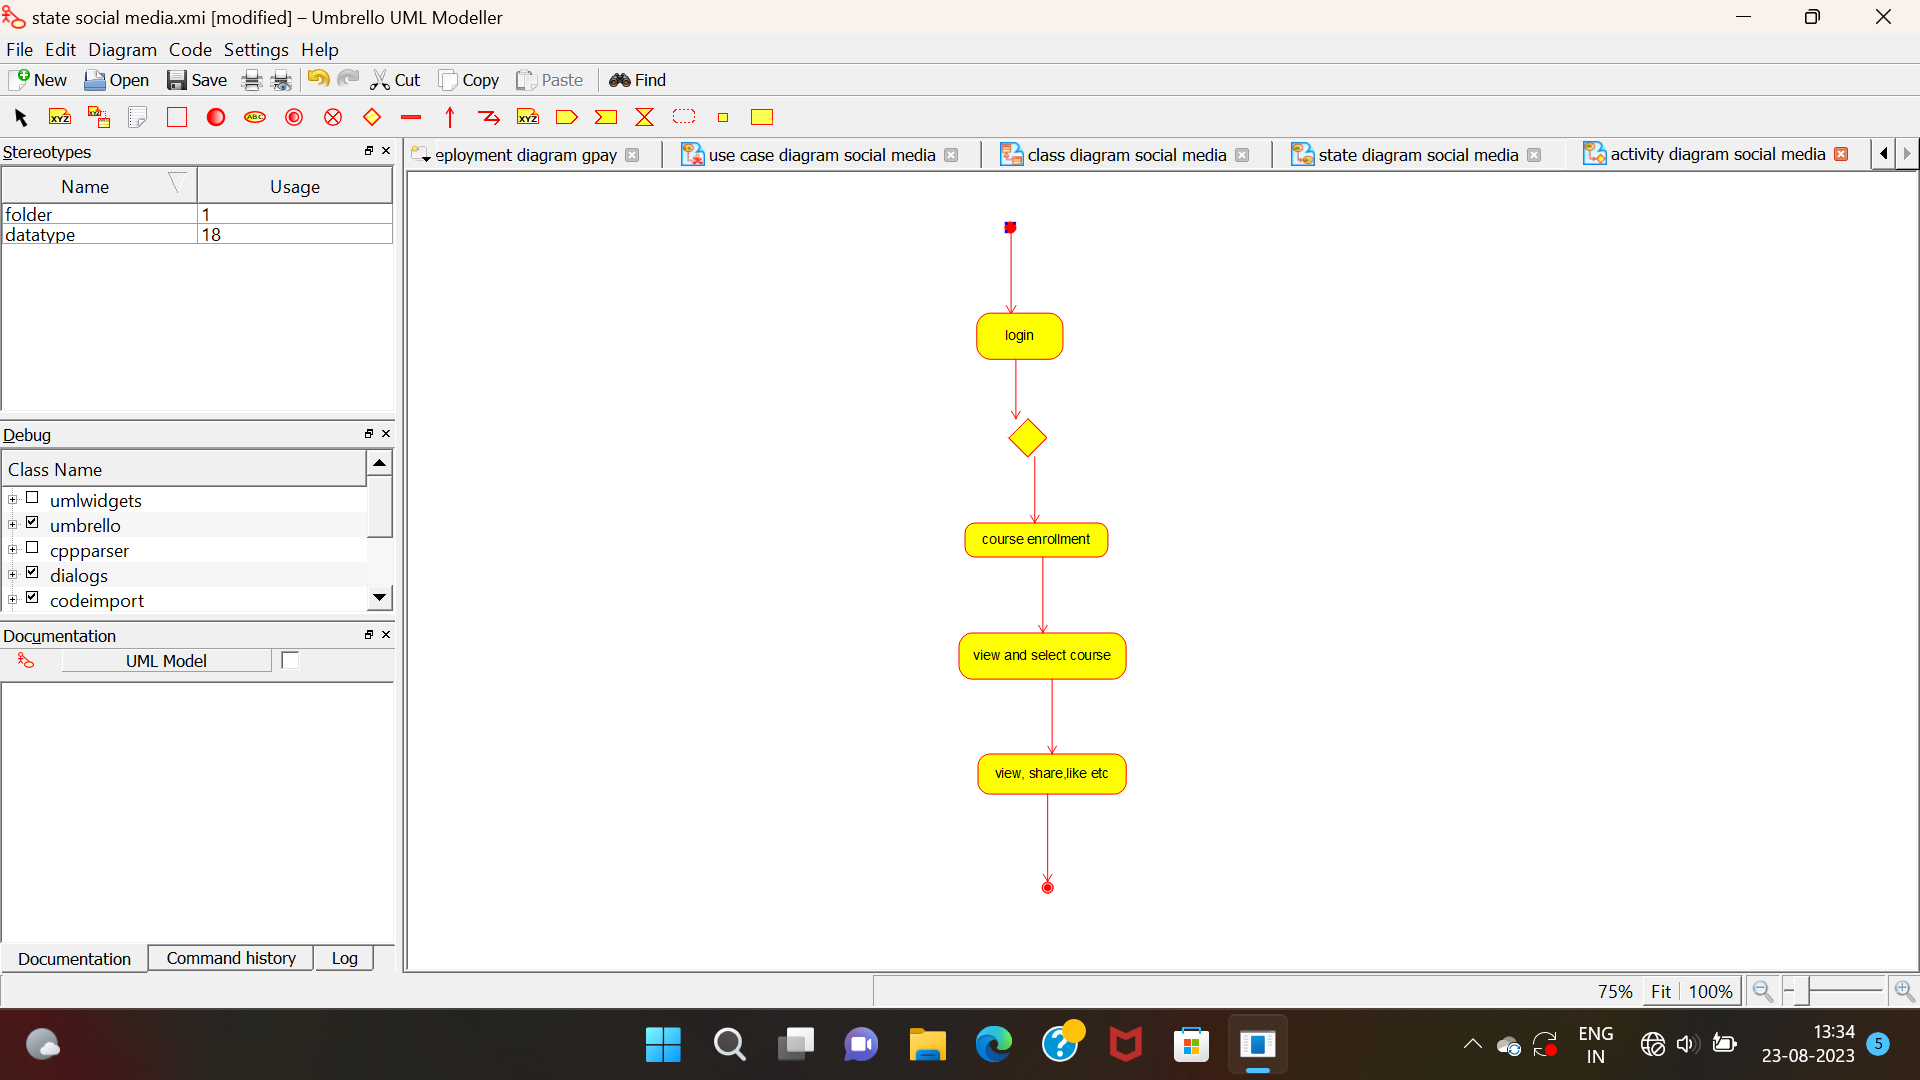 state social media.xmi [modified] – Umbrello UML Modeller
File Edit Diagram Code Settings Help
New Open Save Cut Copy Paste Find
XYZ XYZ ABC XYZ
Stereotypes
eployment diagram gpay use case diagram social media class diagram social media state diagram social media activity diagram social media
Name Usage
folder 1
datatype 18
login
Debug
Class Name
umlwidgets
umbrello
cppparser
dialogs
codeimport
course enrollment
Documentation
UML Model
view and select course
view, share,like etc
Documentation Command history Log
75% Fit 100%
ENG
IN
13:34
23-08-2023
5